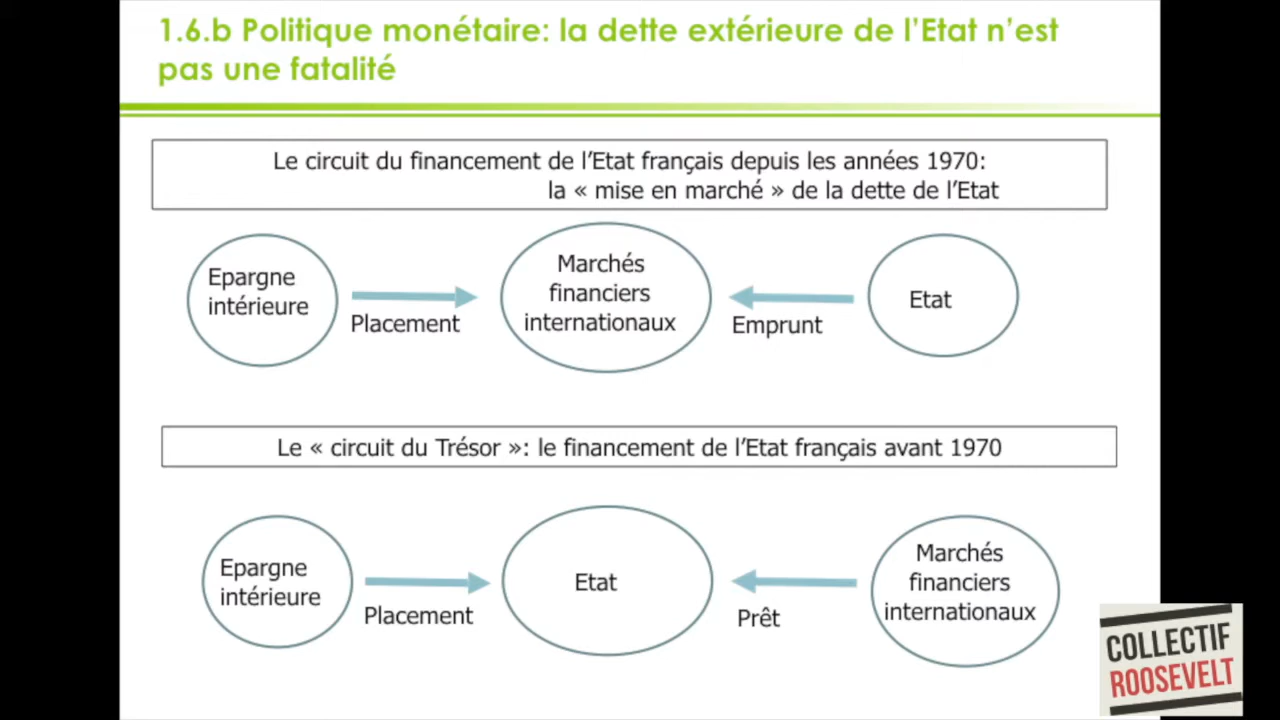 1.6.b Politique monétaire: la dette extérieure de l'Etat n'est
pas une fatalité
Le circuit du financement de l'Etat français depuis les années 1970:
la « mise en marché » de la dette de l'Etat
Epargne
intérieure
Placement
Marchés
financiers
internationaux
Emprunt
Etat
Le « circuit du Trésor »: le financement de l'Etat français avant 1970
Epargne
intérieure
Placement
Etat
Prêt
Marchés
financiers
internationaux
COLLECTIF
ROOSEVELT